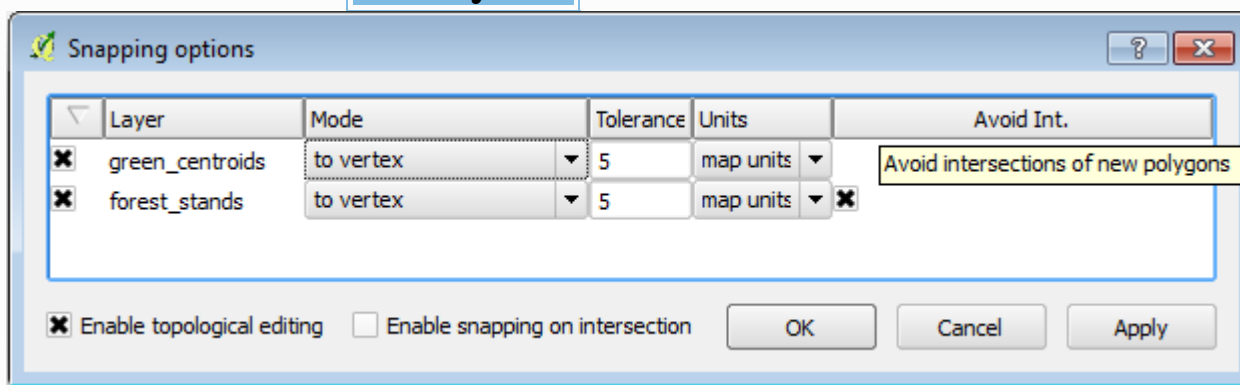 Snapping options
?
Layer Mode Tolerance Units Avoid Int.
green_centroids to vertex 5 map units
Avoid intersections of new polygons
forest_stands to vertex 5 map units
Enable topological editing Enable snapping on intersection OK Cancel Apply